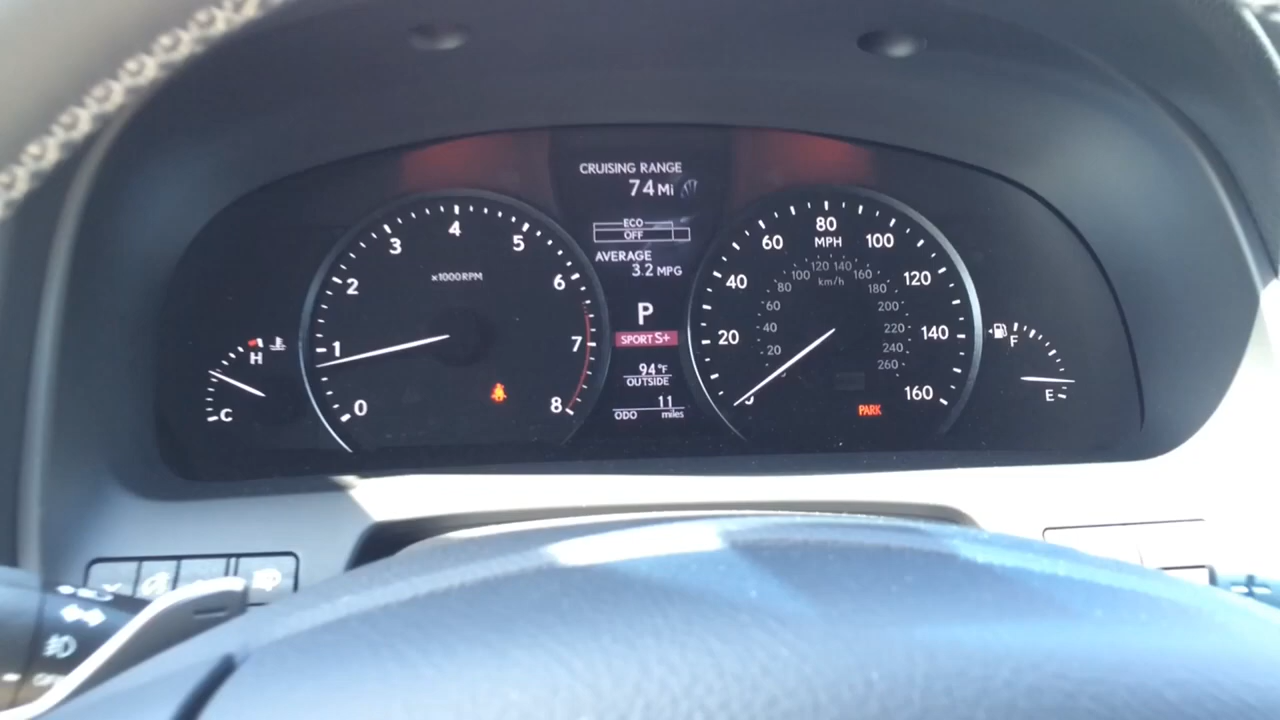 CRUISING RANGE
74 Mi
ECO
OFF
AVERAGE
3.2 MPG
P
SPORT S+
94°F
OUTSIDE
11
ODO miles
0
1
2
3
4
5
6
7
8
x1000RPM
H
C
0
20
40
60
80
100
120
140
160
MPH
20
40
60
80
100
120
140
160
180
200
220
240
260
km/h
PARK
F
E